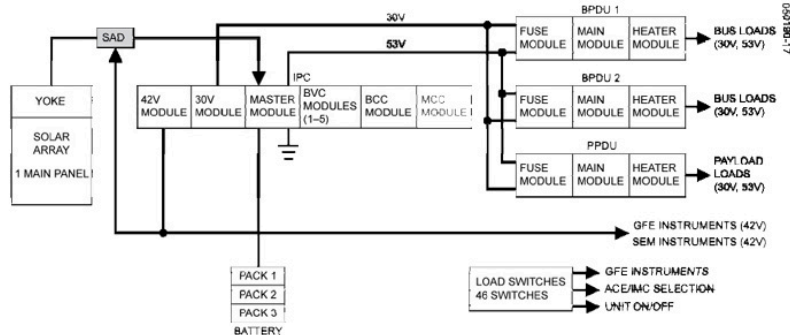 30V
BPDU 1
SAD
FUSE MODULE
MAIN MODULE
HEATER MODULE
BUS LOADS
(30V, 53V)
53V
IPC
BPDU 2
YOKE
42V MODULE
30V MODULE
MASTER MODULE
BVC MODULES (1–5)
BCC MODULE
MCC MODULE
FUSE MODULE
MAIN MODULE
HEATER MODULE
BUS LOADS
(30V, 53V)
SOLAR
ARRAY
1 MAIN PANEL
PPDU
FUSE MODULE
MAIN MODULE
HEATER MODULE
PAYLOAD
LOADS
(30V, 53V)
GFE INSTRUMENTS (42V)
SEM INSTRUMENTS (42V)
PACK 1
PACK 2
PACK 3
BATTERY
LOAD SWITCHES
46 SWITCHES
GFE INSTRUMENTS
ACE/IMC SELECTION
UNIT ON/OFF